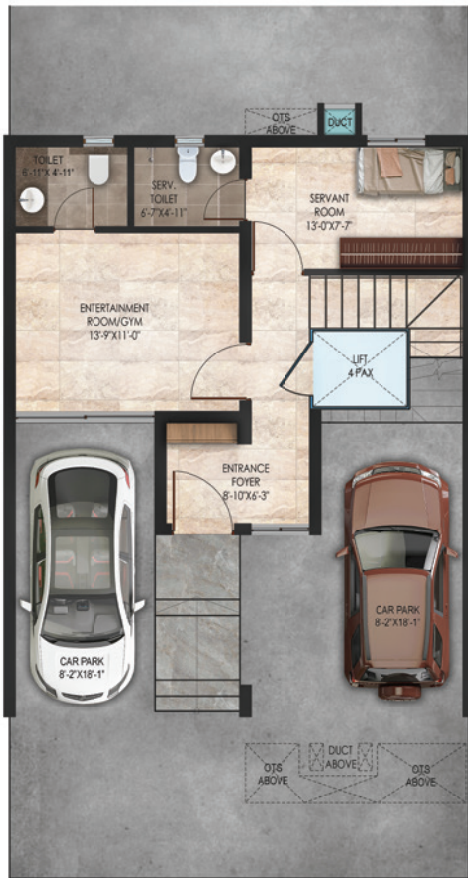 OTS
ABOVE
DUCT
TOILET
6'-11"X 4'-11"
SERV.
TOILET
6'-7"X4'-11"
SERVANT
ROOM
13'-0"X7'-7"
ENTERTAINMENT
ROOM/GYM
13'-9"X11'-0"
LIFT
4 PAX
ENTRANCE
FOYER
8'-10"X6'-3"
CAR PARK
8'-2"X18'-1"
CAR PARK
8'-2"X18'-1"
OTS
ABOVE
DUCT
ABOVE
OTS
ABOVE